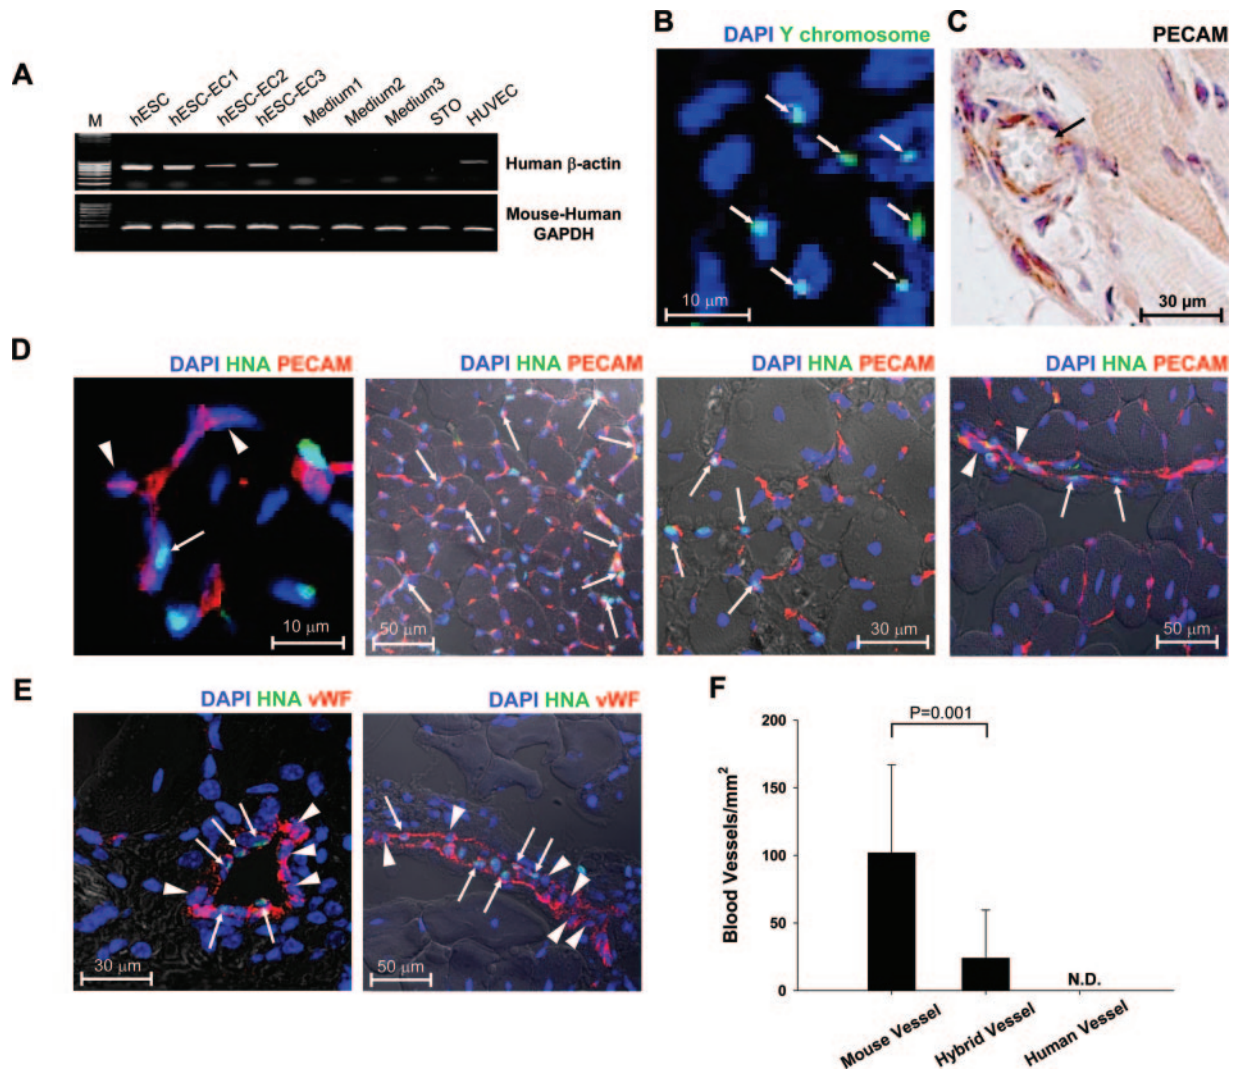 A
M
hESC
hESC-EC1
hESC-EC2
hESC-EC3
Medium1
Medium2
Medium3
STO
HUVEC
Human β-actin
Mouse-Human
GAPDH
B
DAPI Y chromosome
10 μm
C
PECAM
30 μm
D
DAPI HNA PECAM
10 μm
DAPI HNA PECAM
50 μm
DAPI HNA PECAM
30 μm
DAPI HNA PECAM
50 μm
E
DAPI HNA vWF
30 μm
DAPI HNA vWF
50 μm
F
Blood Vessels/mm²
200
150
100
50
0
P=0.001
N.D.
Mouse Vessel
Hybrid Vessel
Human Vessel